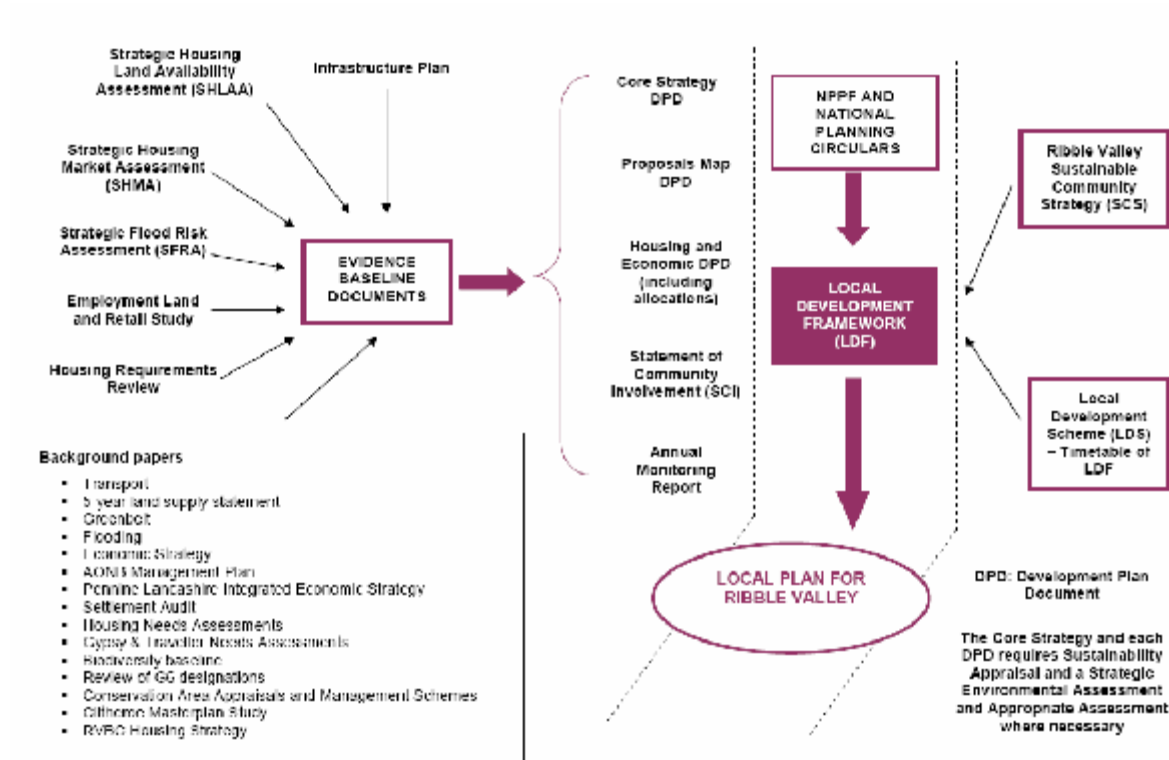 Strategic Housing
Land Availability
Assessment (SHLAA)
Infrastructure Plan
Strategic Housing
Market Assessment
(SHMA)
Strategic Flood Risk
Assessment (SFRA)
Employment Land
and Retail Study
Housing Requirements
Review
EVIDENCE
BASELINE
DOCUMENTS
Background papers
Transport
5 year land supply statement
Greenbelt
Flooding
Economic Strategy
AONB Management Plan
Pennine Lancashire Integrated Economic Strategy
Settlement Audit
Housing Needs Assessments
Gypsy & Traveller Needs Assessments
Biodiversity baseline
Review of G6 designations
Conservation Area Appraisals and Management Schemes
Clitheroe Masterplan Study
RVBC Housing Strategy
Core Strategy
DPD
Proposals Map
DPD
Housing and
Economic DPD
(including
allocations)
Statement of
Community
Involvement (SCI)
Annual
Monitoring
Report
NPPF AND
NATIONAL
PLANNING
CIRCULARS
LOCAL
DEVELOPMENT
FRAMEWORK
(LDF)
LOCAL PLAN FOR
RIBBLE VALLEY
Ribble Valley
Sustainable
Community
Strategy (SCS)
Local
Development
Scheme (LDS)
– Timetable of
LDF
DPD: Development Plan
Document
The Core Strategy and each
DPD requires Sustainability
Appraisal and a Strategic
Environmental Assessment
and Appropriate Assessment
where necessary